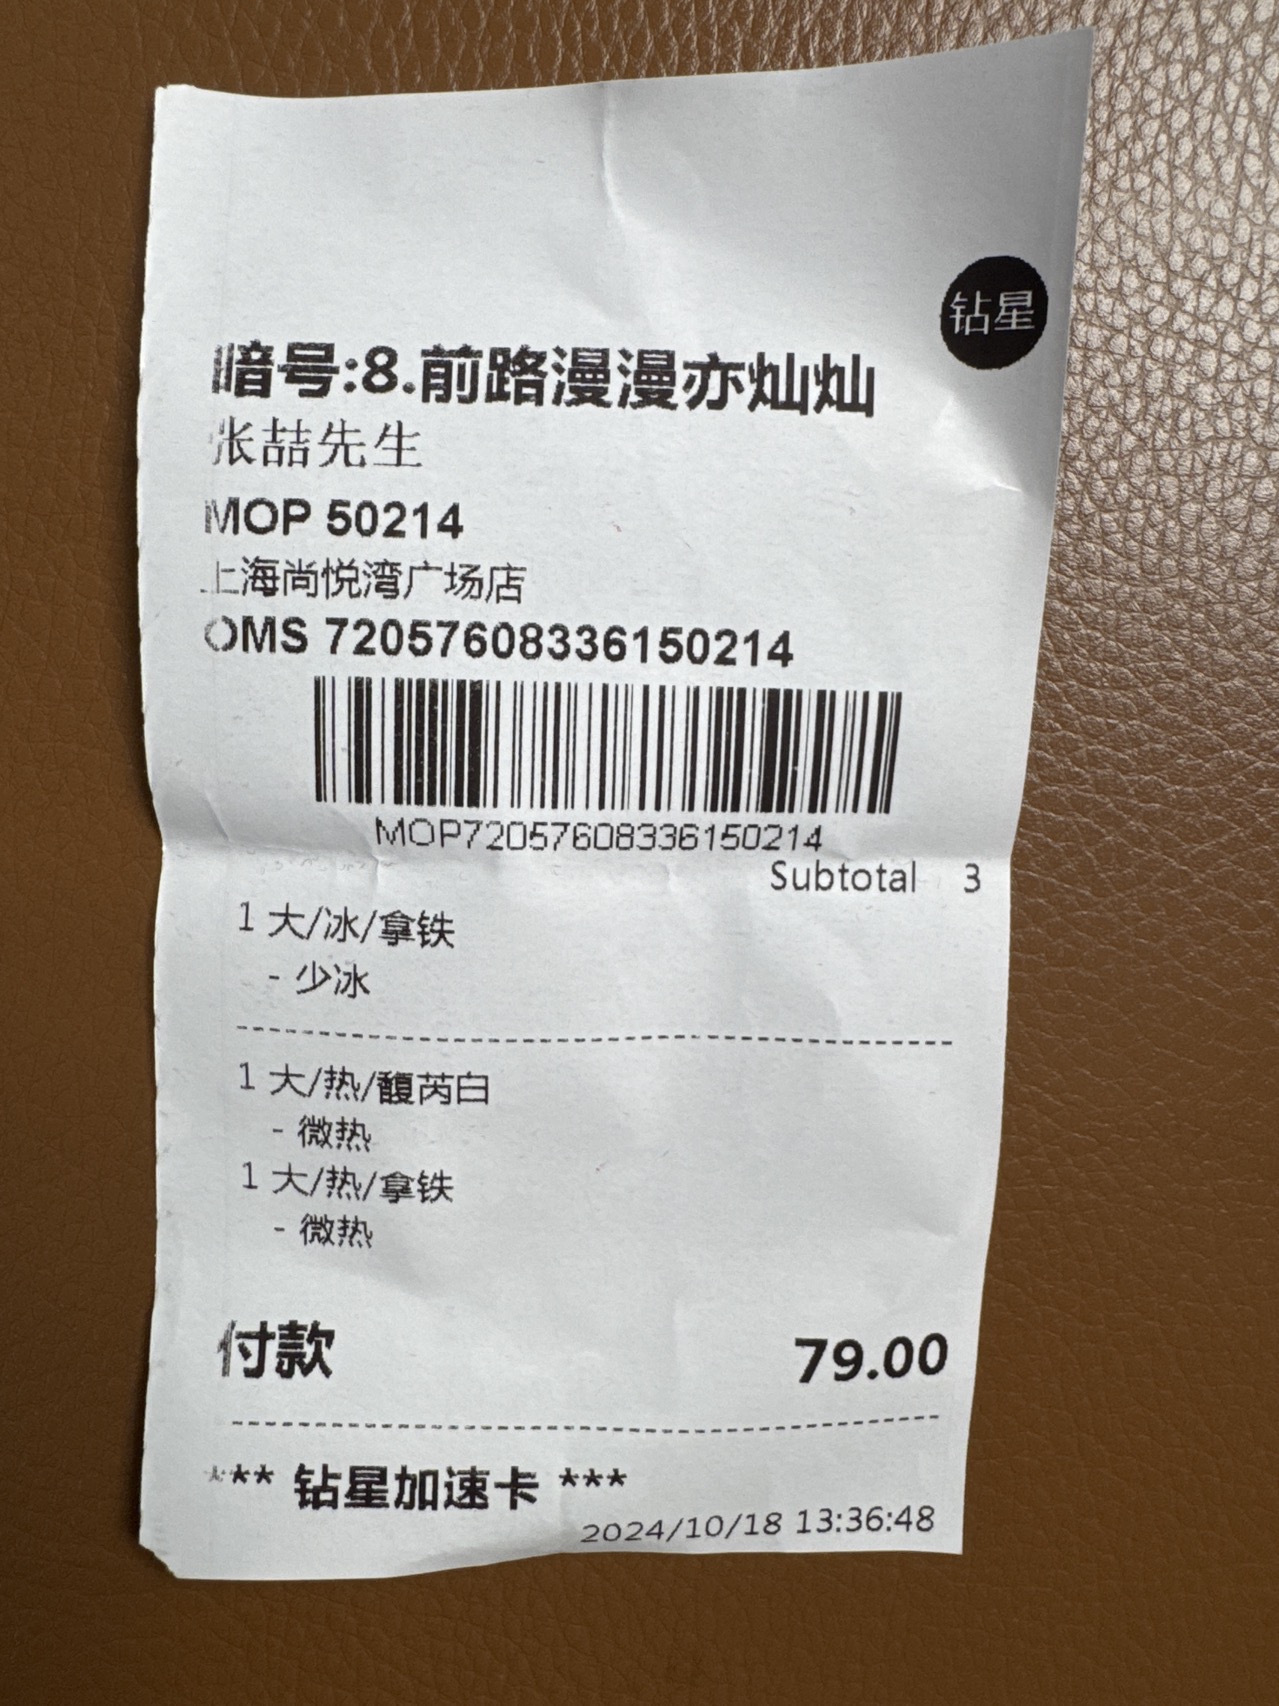 钻星
暗号:8.前路漫漫亦灿灿
张喆先生
MOP 50214
上海尚悦湾广场店
OMS 72057608336150214
MOP72057608336150214
Subtotal 3
1 大/冰/拿铁
- 少冰
1 大/热/馥芮白
- 微热
1 大/热/拿铁
- 微热
付款 79.00
*** 钻星加速卡 ***
2024/10/18 13:36:48